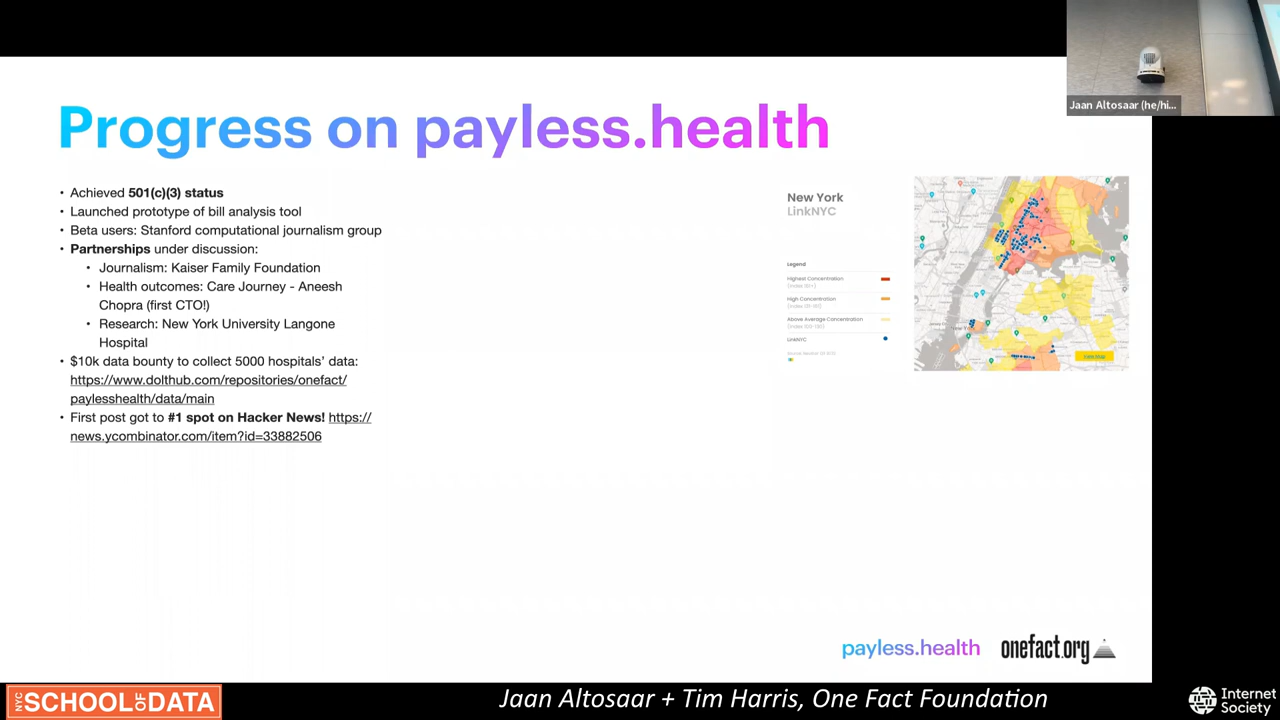 Jaan Altosaar (he/hi...
Progress on payless.health
• Achieved 501(c)(3) status
• Launched prototype of bill analysis tool
• Beta users: Stanford computational journalism group
• Partnerships under discussion:
• Journalism: Kaiser Family Foundation
• Health outcomes: Care Journey - Aneesh
Chopra (first CTO!)
• Research: New York University Langone
Hospital
• $10k data bounty to collect 5000 hospitals' data:
https://www.dolthub.com/repositories/onefact/
paylesshealth/data/main
• First post got to #1 spot on Hacker News! https://
news.ycombinator.com/item?id=33882506
New York
LinkNYC
Legend
Highest Concentration
High Concentration
Above Average Concentration
LinkNYC
payless.health
onefact.org
NYC SCHOOL OF DATA
Jaan Altosaar + Tim Harris, One Fact Foundation
Internet
Society